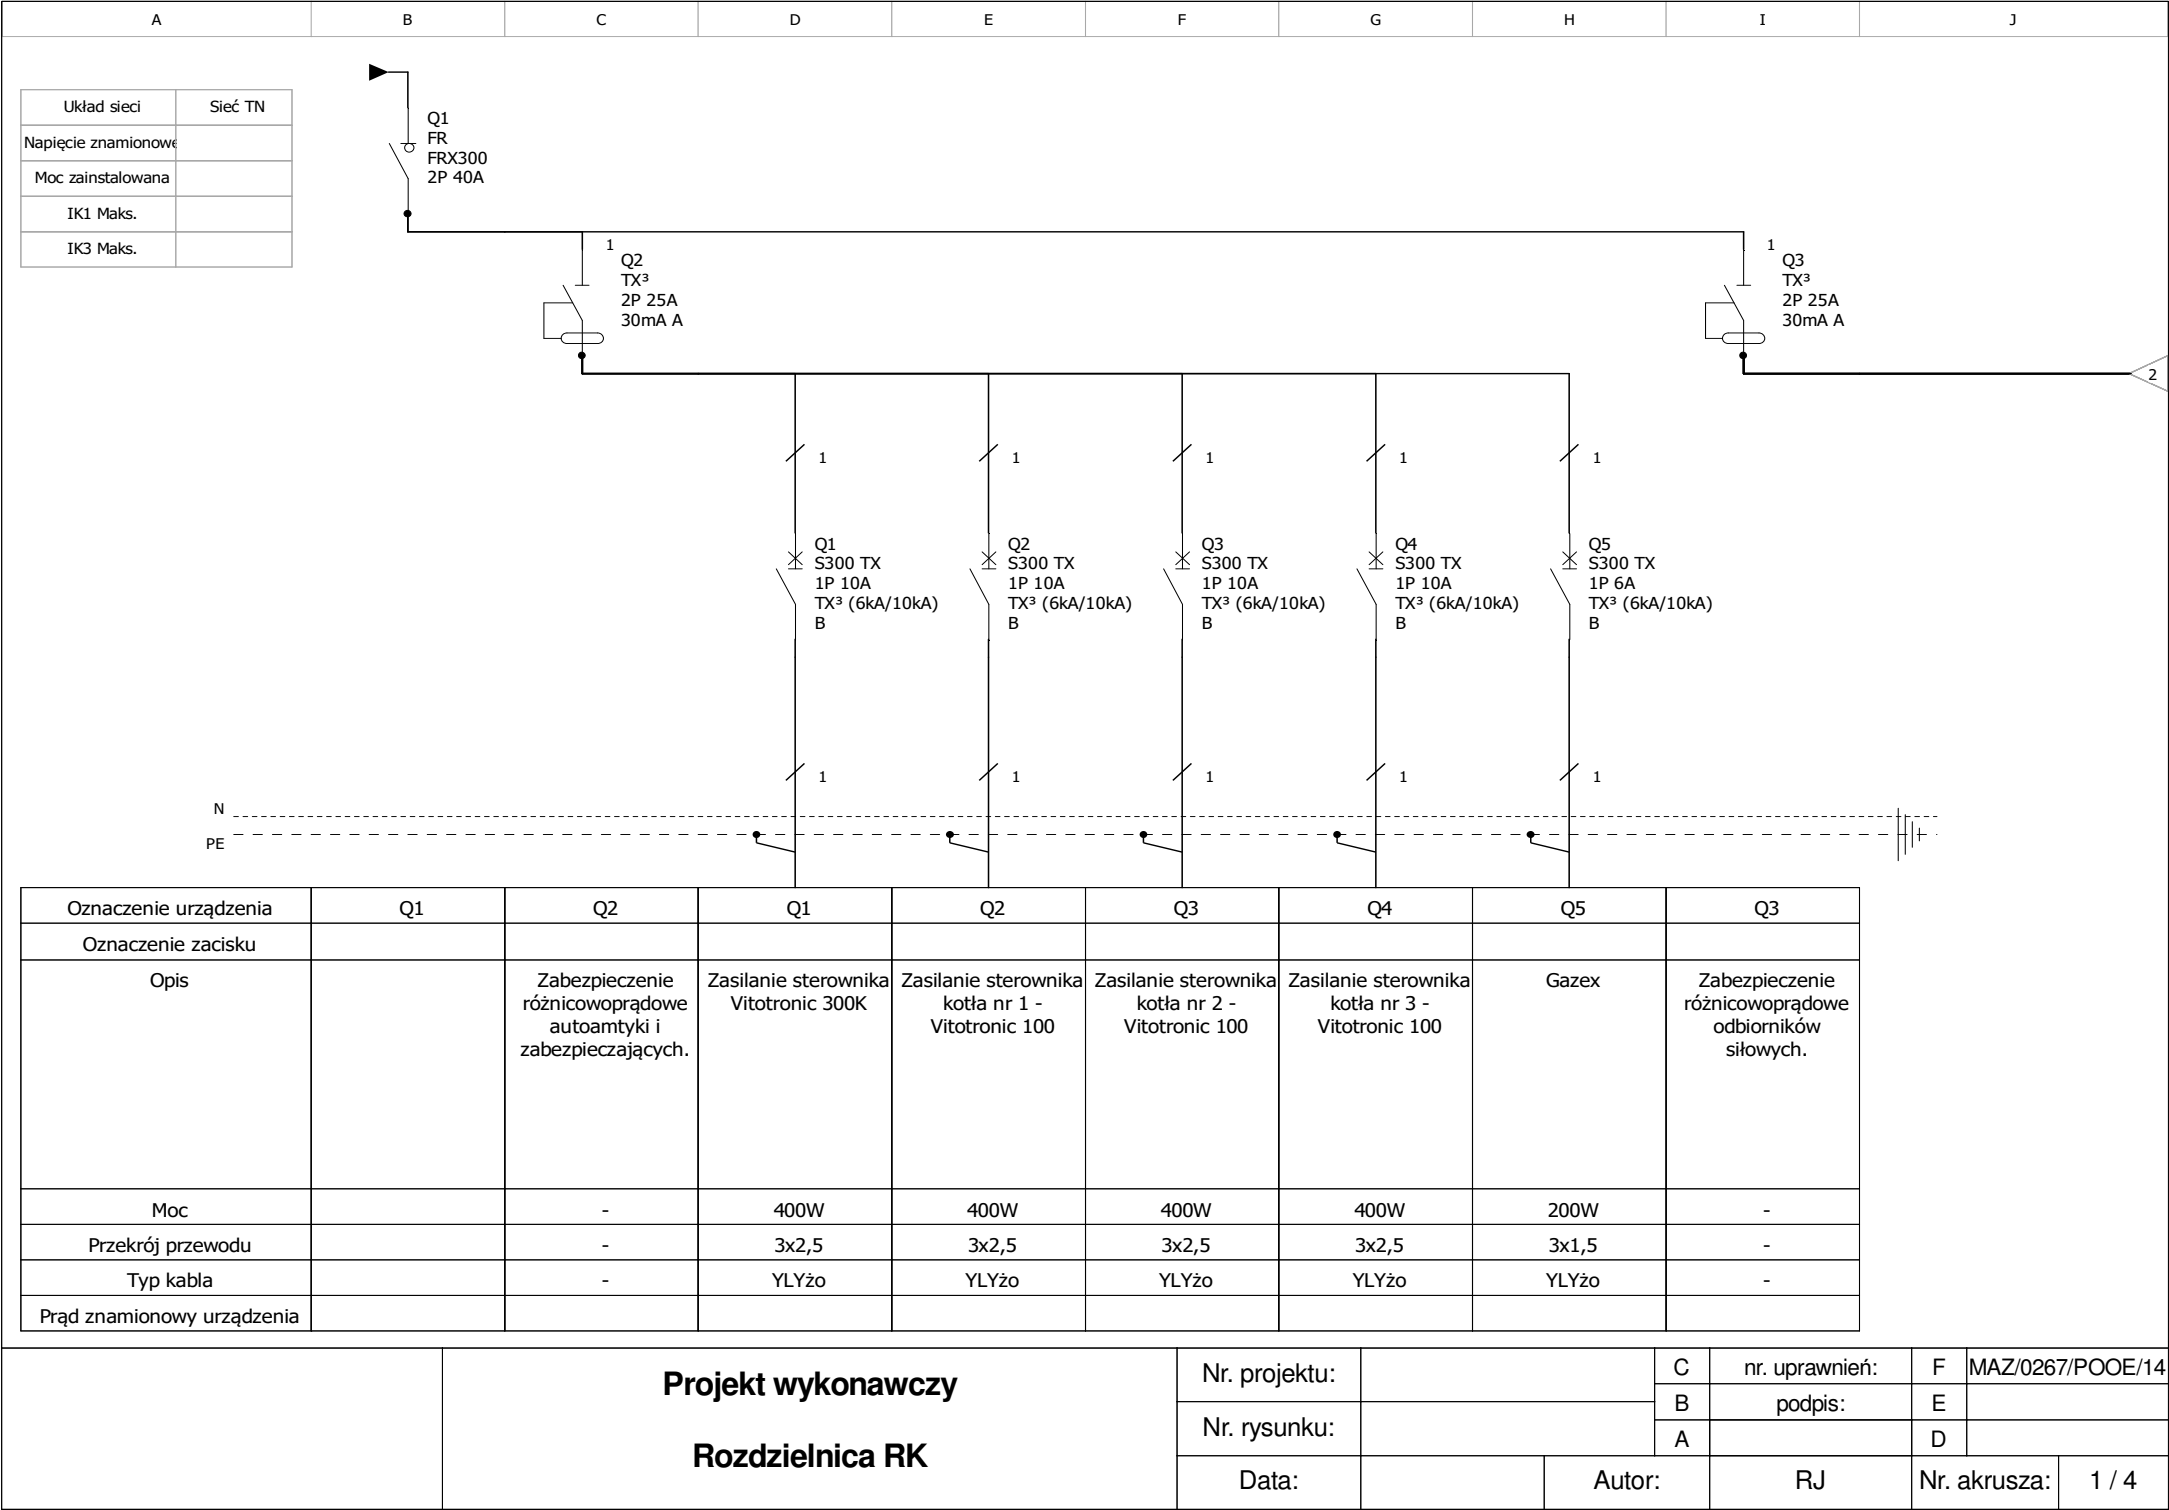 A B C D E F G H I J
Układ sieci Sieć TN
Napięcie znamionowe
Moc zainstalowana
IK1 Maks.
IK3 Maks.
Q1
FR
FRX300
2P 40A
1
Q2
TX³
2P 25A
30mA A
1
Q3
TX³
2P 25A
30mA A
2
1 1 1 1 1
Q1
S300 TX
1P 10A
TX³ (6kA/10kA)
B
Q2
S300 TX
1P 10A
TX³ (6kA/10kA)
B
Q3
S300 TX
1P 10A
TX³ (6kA/10kA)
B
Q4
S300 TX
1P 10A
TX³ (6kA/10kA)
B
Q5
S300 TX
1P 6A
TX³ (6kA/10kA)
B
1 1 1 1 1
N
PE
Oznaczenie urządzenia Q1 Q2 Q1 Q2 Q3 Q4 Q5 Q3
Oznaczenie zacisku
Opis
Zabezpieczenie
różnicowoprądowe
autoamtyki i
zabezpieczających.
Zasilanie sterownika
Vitotronic 300K
Zasilanie sterownika
kotła nr 1 -
Vitotronic 100
Zasilanie sterownika
kotła nr 2 -
Vitotronic 100
Zasilanie sterownika
kotła nr 3 -
Vitotronic 100
Gazex
Zabezpieczenie
różnicowoprądowe
odbiorników
siłowych.
Moc - 400W 400W 400W 400W 200W -
Przekrój przewodu - 3x2,5 3x2,5 3x2,5 3x2,5 3x1,5 -
Typ kabla - YLYżo YLYżo YLYżo YLYżo YLYżo -
Prąd znamionowy urządzenia
Projekt wykonawczy
Rozdzielnica RK
Nr. projektu:
Nr. rysunku:
Data:
Autor: RJ
C nr. uprawnień: F MAZ/0267/POOE/14
B podpis: E
A D
Nr. akrusza: 1 / 4